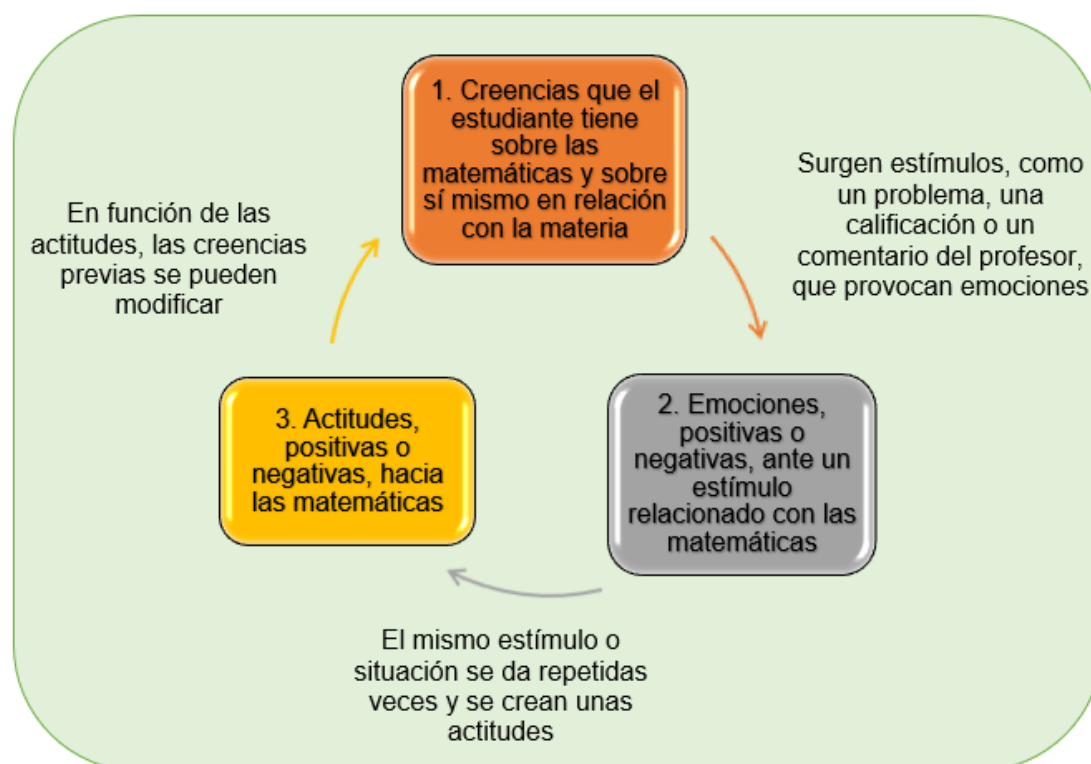 1. Creencias que el
estudiante tiene
sobre las
matemáticas y sobre
sí mismo en relación
con la materia
Surgen estímulos, como
un problema, una
calificación o un
comentario del profesor,
que provocan emociones
2. Emociones,
positivas o
negativas, ante un
estímulo
relacionado con las
matemáticas
El mismo estímulo o
situación se da repetidas
veces y se crean unas
actitudes
3. Actitudes,
positivas o
negativas, hacia
las matemáticas
En función de las
actitudes, las creencias
previas se pueden
modificar